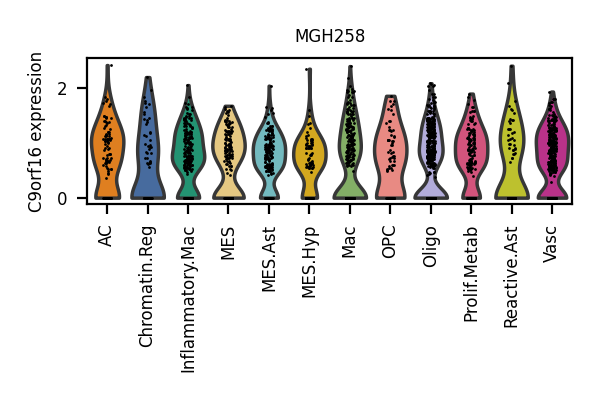 MGH258
C9orf16 expression
2
0
AC
Chromatin.Reg
Inflammatory.Mac
MES
MES.Ast
MES.Hyp
Mac
OPC
Oligo
Prolif.Metab
Reactive.Ast
Vasc